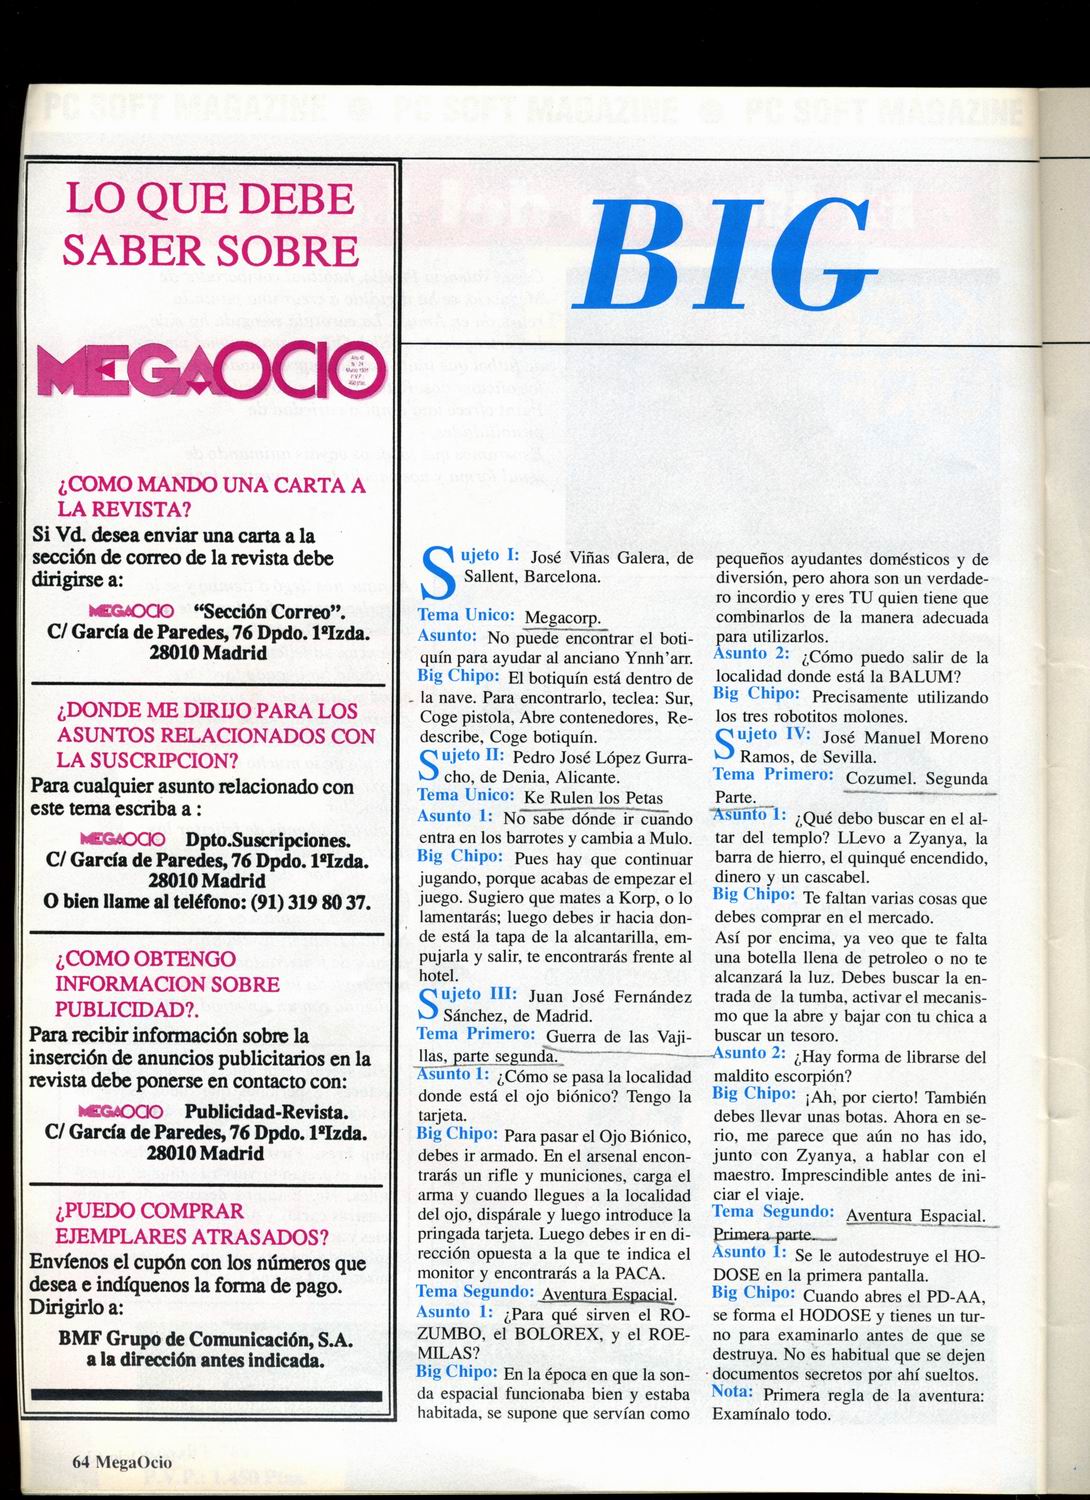 PC SOFT MAGAZINE PC SOFT MAGAZINE PC SOFT MAGAZINE
LO QUE DEBE
SABER SOBRE
MEGAOCIO
¿COMO MANDO UNA CARTA A
LA REVISTA?
Si Vd. desea enviar una carta a la
sección de correo de la revista debe
dirigirse a:
MEGAOCIO “Sección Correo”.
C/ García de Paredes, 76 Dpdo. 1ªIzda.
28010 Madrid
¿DONDE ME DIRIJO PARA LOS
ASUNTOS RELACIONADOS CON
LA SUSCRIPCION?
Para cualquier asunto relacionado con
este tema escriba a :
MEGAOCIO Dpto.Suscripciones.
C/ García de Paredes, 76 Dpdo. 1ªIzda.
28010 Madrid
O bien llame al teléfono: (91) 319 80 37.
¿COMO OBTENGO
INFORMACION SOBRE
PUBLICIDAD?.
Para recibir información sobre la
inserción de anuncios publicitarios en la
revista debe ponerse en contacto con:
MEGAOCIO Publicidad-Revista.
C/ García de Paredes, 76 Dpdo. 1ªIzda.
28010 Madrid
¿PUEDO COMPRAR
EJEMPLARES ATRASADOS?
Envíenos el cupón con los números que
desea e indíquenos la forma de pago.
Dirigirlo a:
BMF Grupo de Comunicación, S.A.
a la dirección antes indicada.
BIG
Sujeto I: José Viñas Galera, de
Sallent, Barcelona.
Tema Unico: Megacorp.
Asunto: No puede encontrar el boti-
quín para ayudar al anciano Ynnh’arr.
Big Chipo: El botiquín está dentro de
la nave. Para encontrarlo, teclea: Sur,
Coge pistola, Abre contenedores, Re-
describe, Coge botiquín.
Sujeto II: Pedro José López Gurra-
cho, de Denia, Alicante.
Tema Unico: Ke Rulen los Petas
Asunto 1: No sabe dónde ir cuando
entra en los barrotes y cambia a Mulo.
Big Chipo: Pues hay que continuar
jugando, porque acabas de empezar el
juego. Sugiero que mates a Korp, o lo
lamentarás; luego debes ir hacia don-
de está la tapa de la alcantarilla, em-
pujarla y salir, te encontrarás frente al
hotel.
Sujeto III: Juan José Fernández
Sánchez, de Madrid.
Tema Primero: Guerra de las Vaji-
llas, parte segunda.
Asunto 1: ¿Cómo se pasa la localidad
donde está el ojo biónico? Tengo la
tarjeta.
Big Chipo: Para pasar el Ojo Biónico,
debes ir armado. En el arsenal encon-
trarás un rifle y municiones, carga el
arma y cuando llegues a la localidad
del ojo, dispárale y luego introduce la
pringada tarjeta. Luego debes ir en di-
rección opuesta a la que te indica el
monitor y encontrarás a la PACA.
Tema Segundo: Aventura Espacial.
Asunto 1: ¿Para qué sirven el RO-
ZUMBO, el BOLOREX, y el ROE-
MILAS?
Big Chipo: En la época en que la son-
da espacial funcionaba bien y estaba
habitada, se supone que servían como
pequeños ayudantes domésticos y de
diversión, pero ahora son un verdade-
ro incordio y eres TU quien tiene que
combinarlos de la manera adecuada
para utilizarlos.
Asunto 2: ¿Cómo puedo salir de la
localidad donde está la BALUM?
Big Chipo: Precisamente utilizando
los tres robotitos molones.
Sujeto IV: José Manuel Moreno
Ramos, de Sevilla.
Tema Primero: Cozumel. Segunda
Parte.
Asunto 1: ¿Qué debo buscar en el al-
tar del templo? LLevo a Zyanya, la
barra de hierro, el quinqué encendido,
dinero y un cascabel.
Big Chipo: Te faltan varias cosas que
debes comprar en el mercado.
Así por encima, ya veo que te falta
una botella llena de petroleo o no te
alcanzará la luz. Debes buscar la en-
trada de la tumba, activar el mecanis-
mo que la abre y bajar con tu chica a
buscar un tesoro.
Asunto 2: ¿Hay forma de librarse del
maldito escorpión?
Big Chipo: ¡Ah, por cierto! También
debes llevar unas botas. Ahora en se-
rio, me parece que aún no has ido,
junto con Zyanya, a hablar con el
maestro. Imprescindible antes de ini-
ciar el viaje.
Tema Segundo: Aventura Espacial.
Primera parte.
Asunto 1: Se le autodestruye el HO-
DOSE en la primera pantalla.
Big Chipo: Cuando abres el PD-AA,
se forma el HODOSE y tienes un tur-
no para examinarlo antes de que se
destruya. No es habitual que se dejen
documentos secretos por ahí sueltos.
Nota: Primera regla de la aventura:
Examínalo todo.
64 MegaOcio